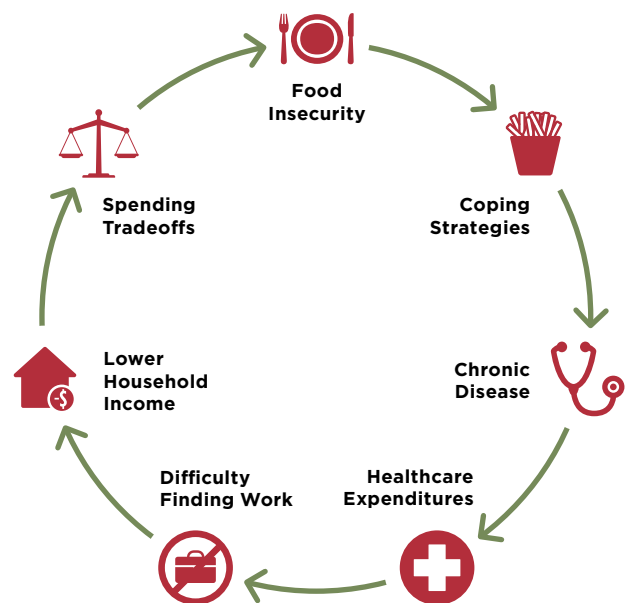 Food
Insecurity
Coping
Strategies
Chronic
Disease
Healthcare
Expenditures
Difficulty
Finding Work
Lower
Household
Income
-$
Spending
Tradeoffs